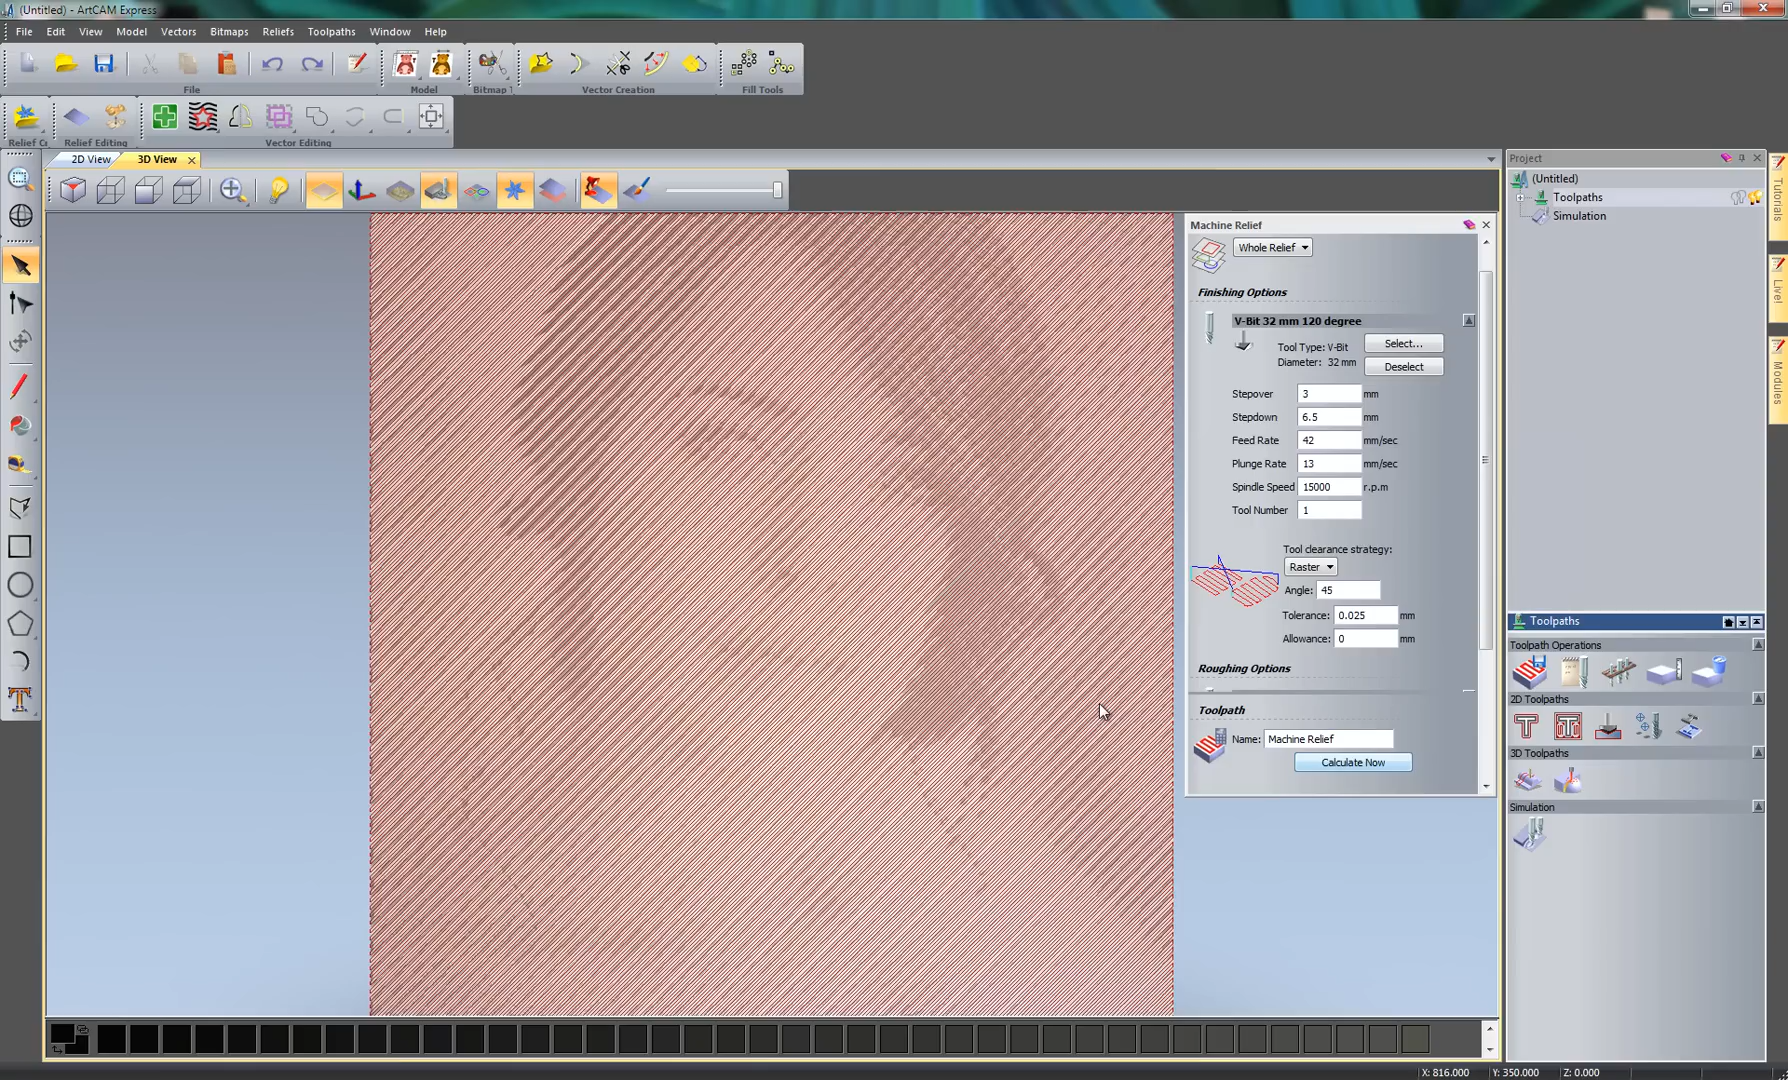 (Untitled) - ArtCAM Express
File Edit View Model Vectors Bitmaps Reliefs Toolpaths Window Help
File Model Bitmap Vector Creation Fill Tools
Relief Relief Editing Vector Editing
2D View 3D View
Machine Relief
Whole Relief
Finishing Options
V-Bit 32 mm 120 degree
Tool Type: V-Bit Select...
Diameter: 32 mm Deselect
Stepover 3 mm
Stepdown 6.5 mm
Feed Rate 42 mm/sec
Plunge Rate 13 mm/sec
Spindle Speed 15000 r.p.m
Tool Number 1
Tool clearance strategy:
Raster
Angle: 45
Tolerance: 0.025 mm
Allowance: 0 mm
Roughing Options
Toolpath
Name: Machine Relief
Calculate Now
Project
(Untitled)
Toolpaths
Simulation
Toolpaths
Toolpath Operations
2D Toolpaths
3D Toolpaths
Simulation
Tutorials
Live!
Modules
X: 816.000 Y: 350.000 Z: 0.000